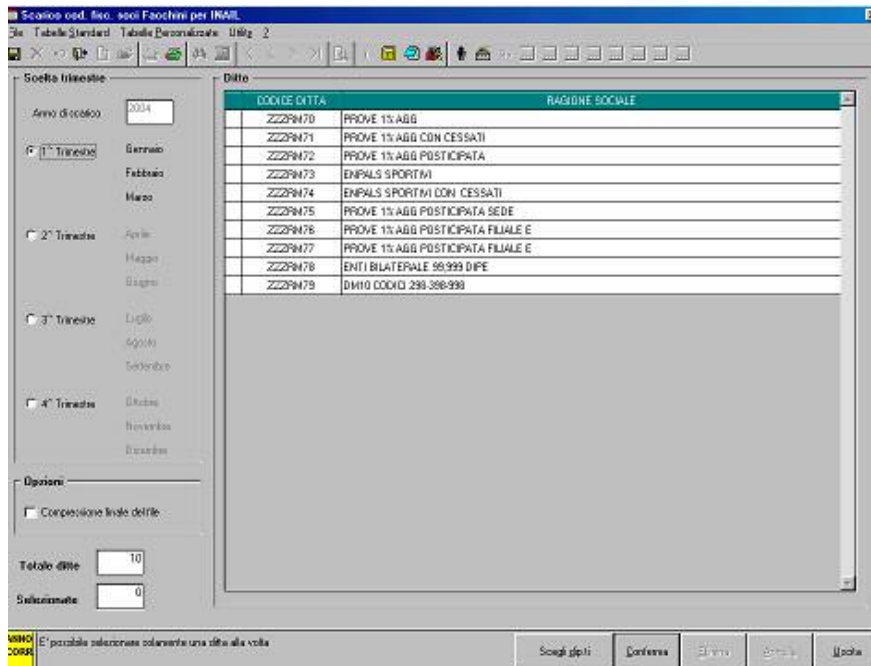 Scarico cod. fisc. soci Facchini per INAIL
File Tabelle Standard Tabelle Personalizzate Utility ?
Scelta trimestre
Anno di scarico 2004
1° Trimestre Gennaio
Febbraio
Marzo
2° Trimestre Aprile
Maggio
Giugno
3° Trimestre Luglio
Agosto
Settembre
4° Trimestre Ottobre
Novembre
Dicembre
Opzioni
Compressione finale del file
Totale ditte 10
Selezionate 0
Ditte
CODICE DITTA RAGIONE SOCIALE
ZZZRM70 PROVE 1% AGG
ZZZRM71 PROVE 1% AGG CON CESSATI
ZZZRM72 PROVE 1% AGG POSTICIPATA
ZZZRM73 ENPALS SPORTIVI
ZZZRM74 ENPALS SPORTIVI CON CESSATI
ZZZRM75 PROVE 1% AGG POSTICIPATA SEDE
ZZZRM76 PROVE 1% AGG POSTICIPATA FILIALE E
ZZZRM77 PROVE 1% AGG POSTICIPATA FILIALE E
ZZZRM78 ENTI BILATERALE 99,999 DIPE
ZZZRM79 DM10 CODICI 298-398-998
ANNO CORR
E' possibile selezionare solamente una ditta alla volta
Scegli dip.ti Conferma Elimina Annulla Uscita